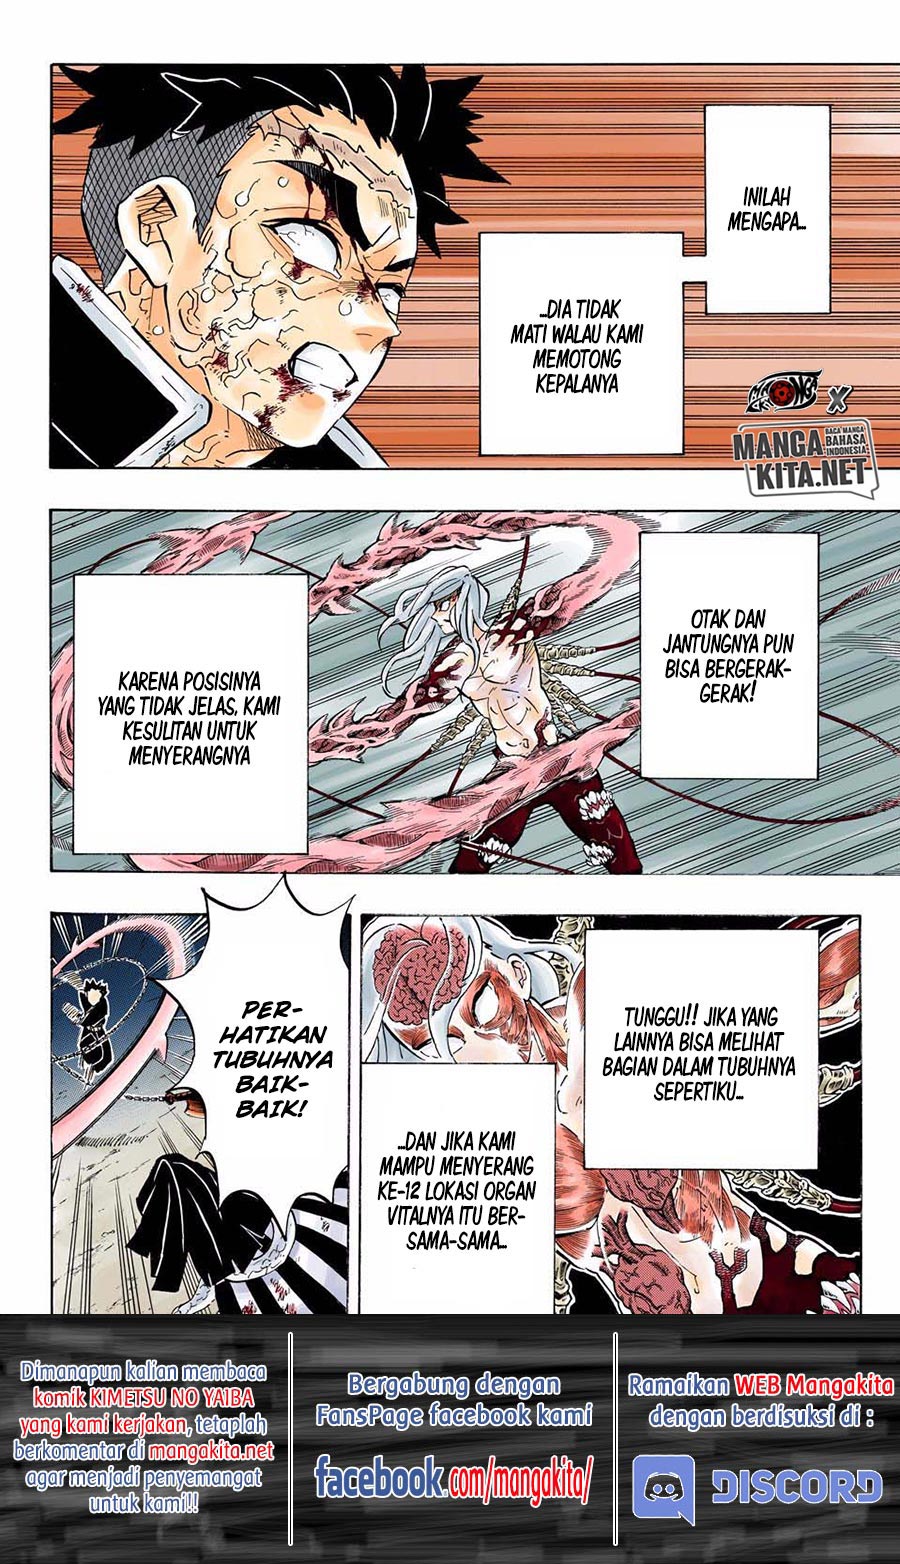 INILAH
MENGAPA...
...DIA TIDAK
MATI WALAU KAMI
MEMOTONG
KEPALANYA
MANGA
X
MANGA
KITA.NET
BACA MANGA
BAHASA
INDONESIA
OTAK DAN
JANTUNGNYA PUN
BISA BERGERAK-
GERAK!
KARENA POSISINYA
YANG TIDAK JELAS, KAMI
KESULITAN UNTUK
MENYERANGNYA
TUNGGU!! JIKA YANG
LAINNYA BISA MELIHAT
BAGIAN DALAM TUBUHNYA
SEPERTIKU...
...DAN JIKA KAMI
MAMPU MENYERANG
KE-12 LOKASI ORGAN
VITALNYA ITU BER-
SAMA-SAMA...
PER-
HATIKAN
TUBUHNYA
BAIK-
BAIK!
Dimanapun kalian membaca
komik KIMETSU NO YAIBA
yang kami kerjakan, tetaplah
berkomentar di mangakita.net
agar menjadi penyemangat
untuk kami!!
Bergabung dengan
FansPage facebook kami
facebook.com/mangakita/
Ramaikan WEB Mangakita
dengan berdisuksi di :
DISCORD